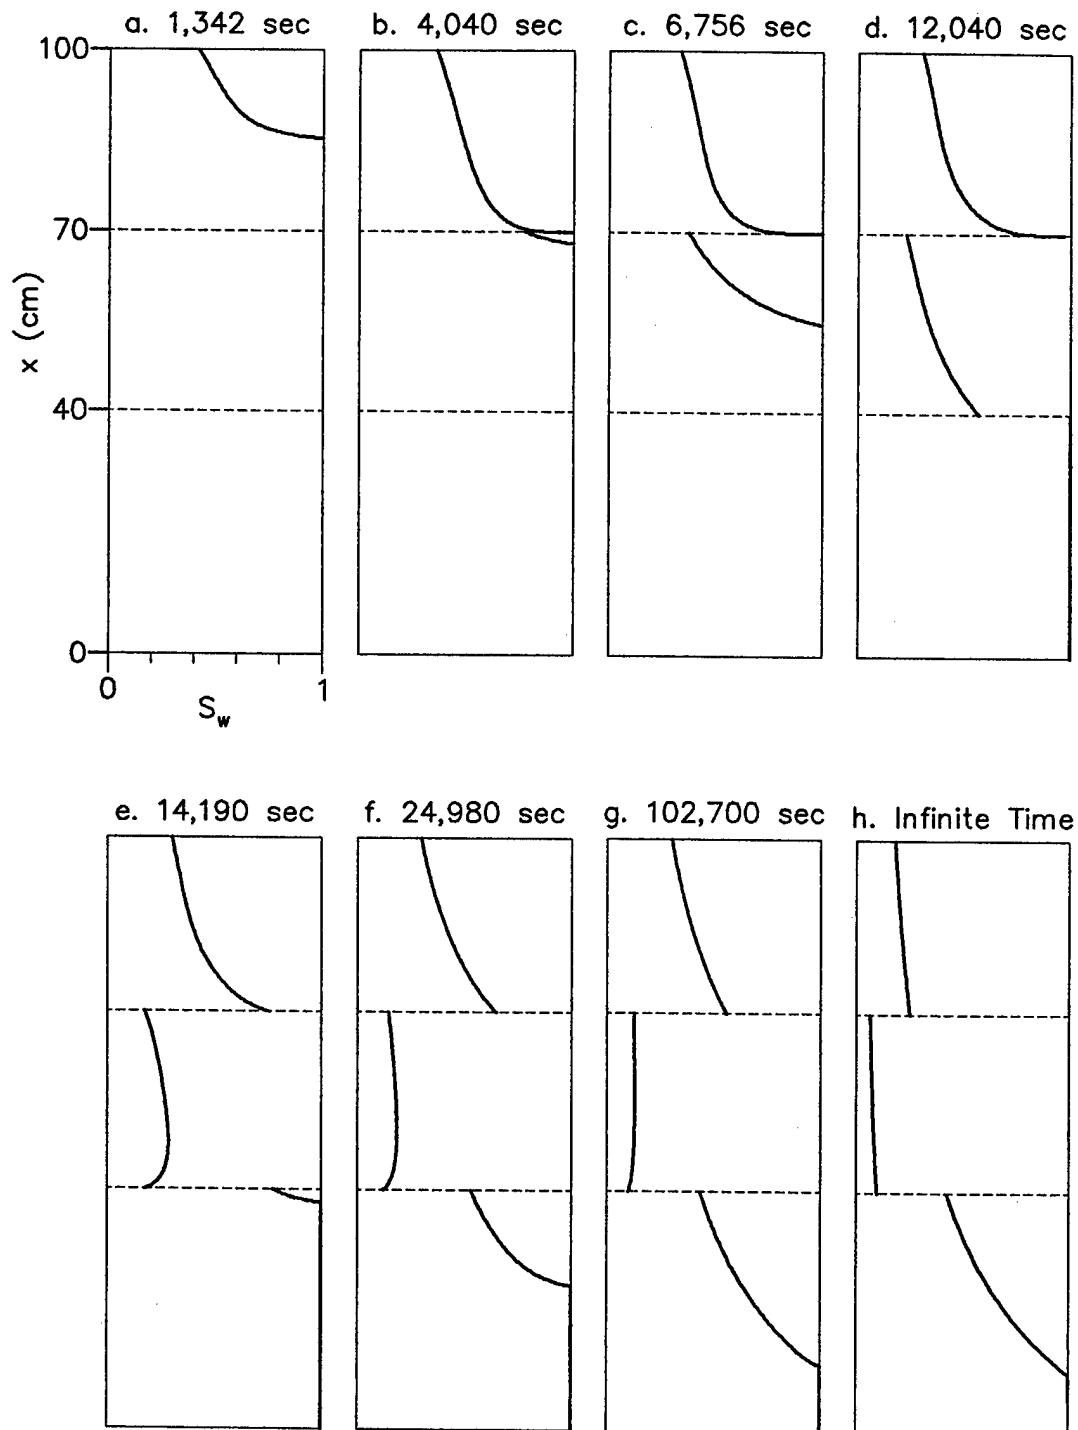 a. 1,342 sec b. 4,040 sec c. 6,756 sec d. 12,040 sec
100
70
x (cm)
40
0
0 1
Sw
e. 14,190 sec f. 24,980 sec g. 102,700 sec h. Infinite Time